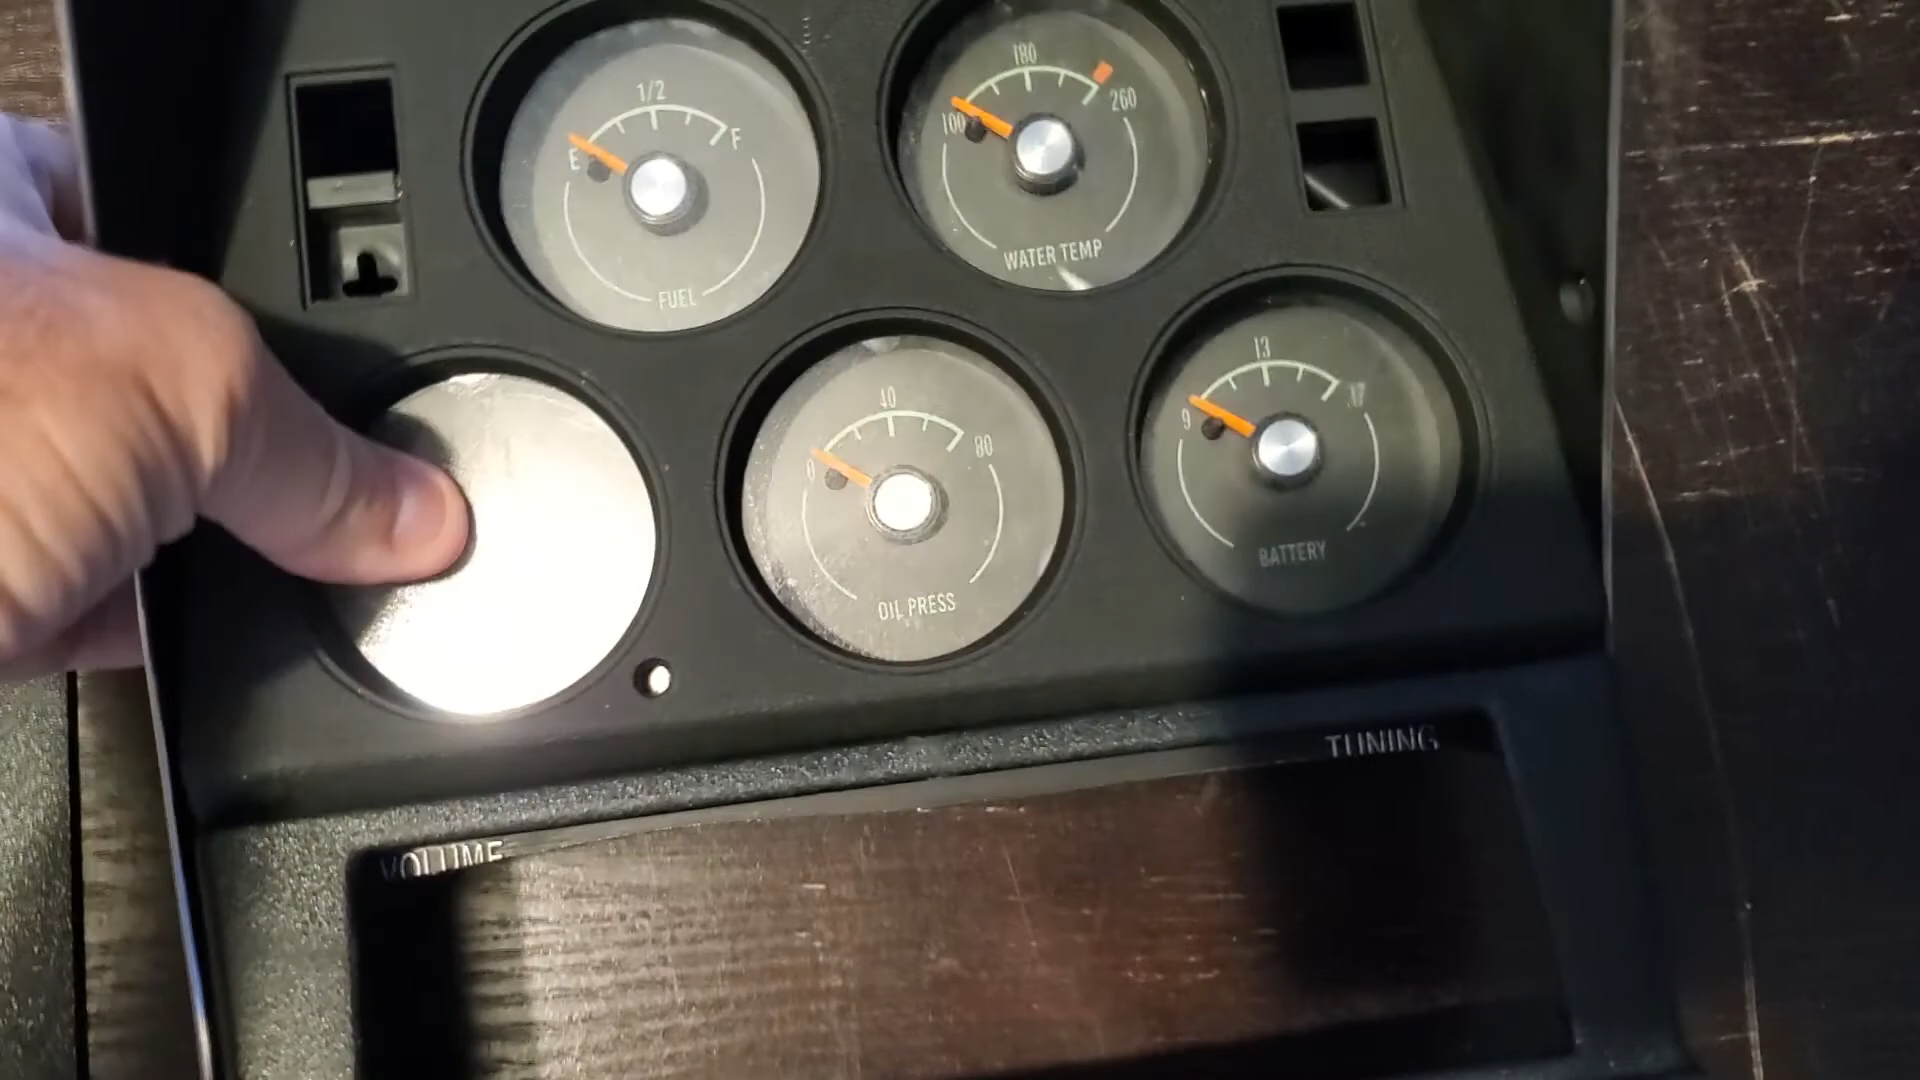 1/2
E
F
FUEL
180
100
260
WATER TEMP
40
0
80
OIL PRESS
13
9
17
BATTERY
TUNING
VOLUME